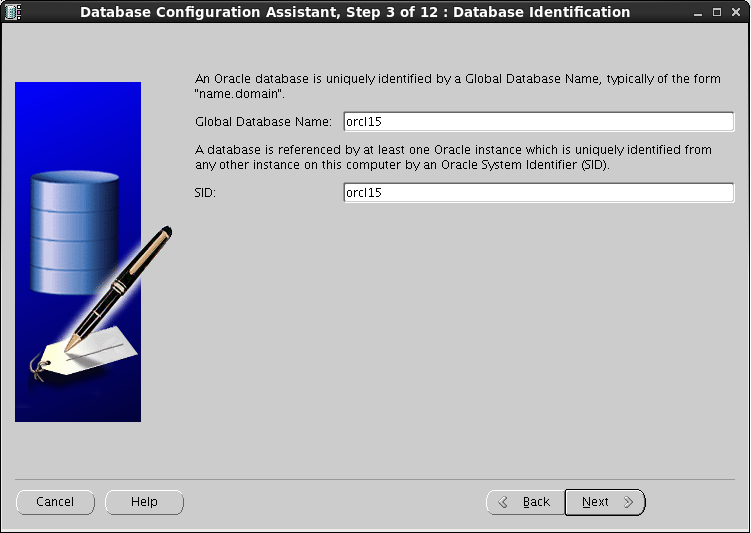 Database Configuration Assistant, Step 3 of 12 : Database Identification
An Oracle database is uniquely identified by a Global Database Name, typically of the form
"name.domain".
Global Database Name: orcl15
A database is referenced by at least one Oracle instance which is uniquely identified from
any other instance on this computer by an Oracle System Identifier (SID).
SID: orcl15
Cancel Help Back Next